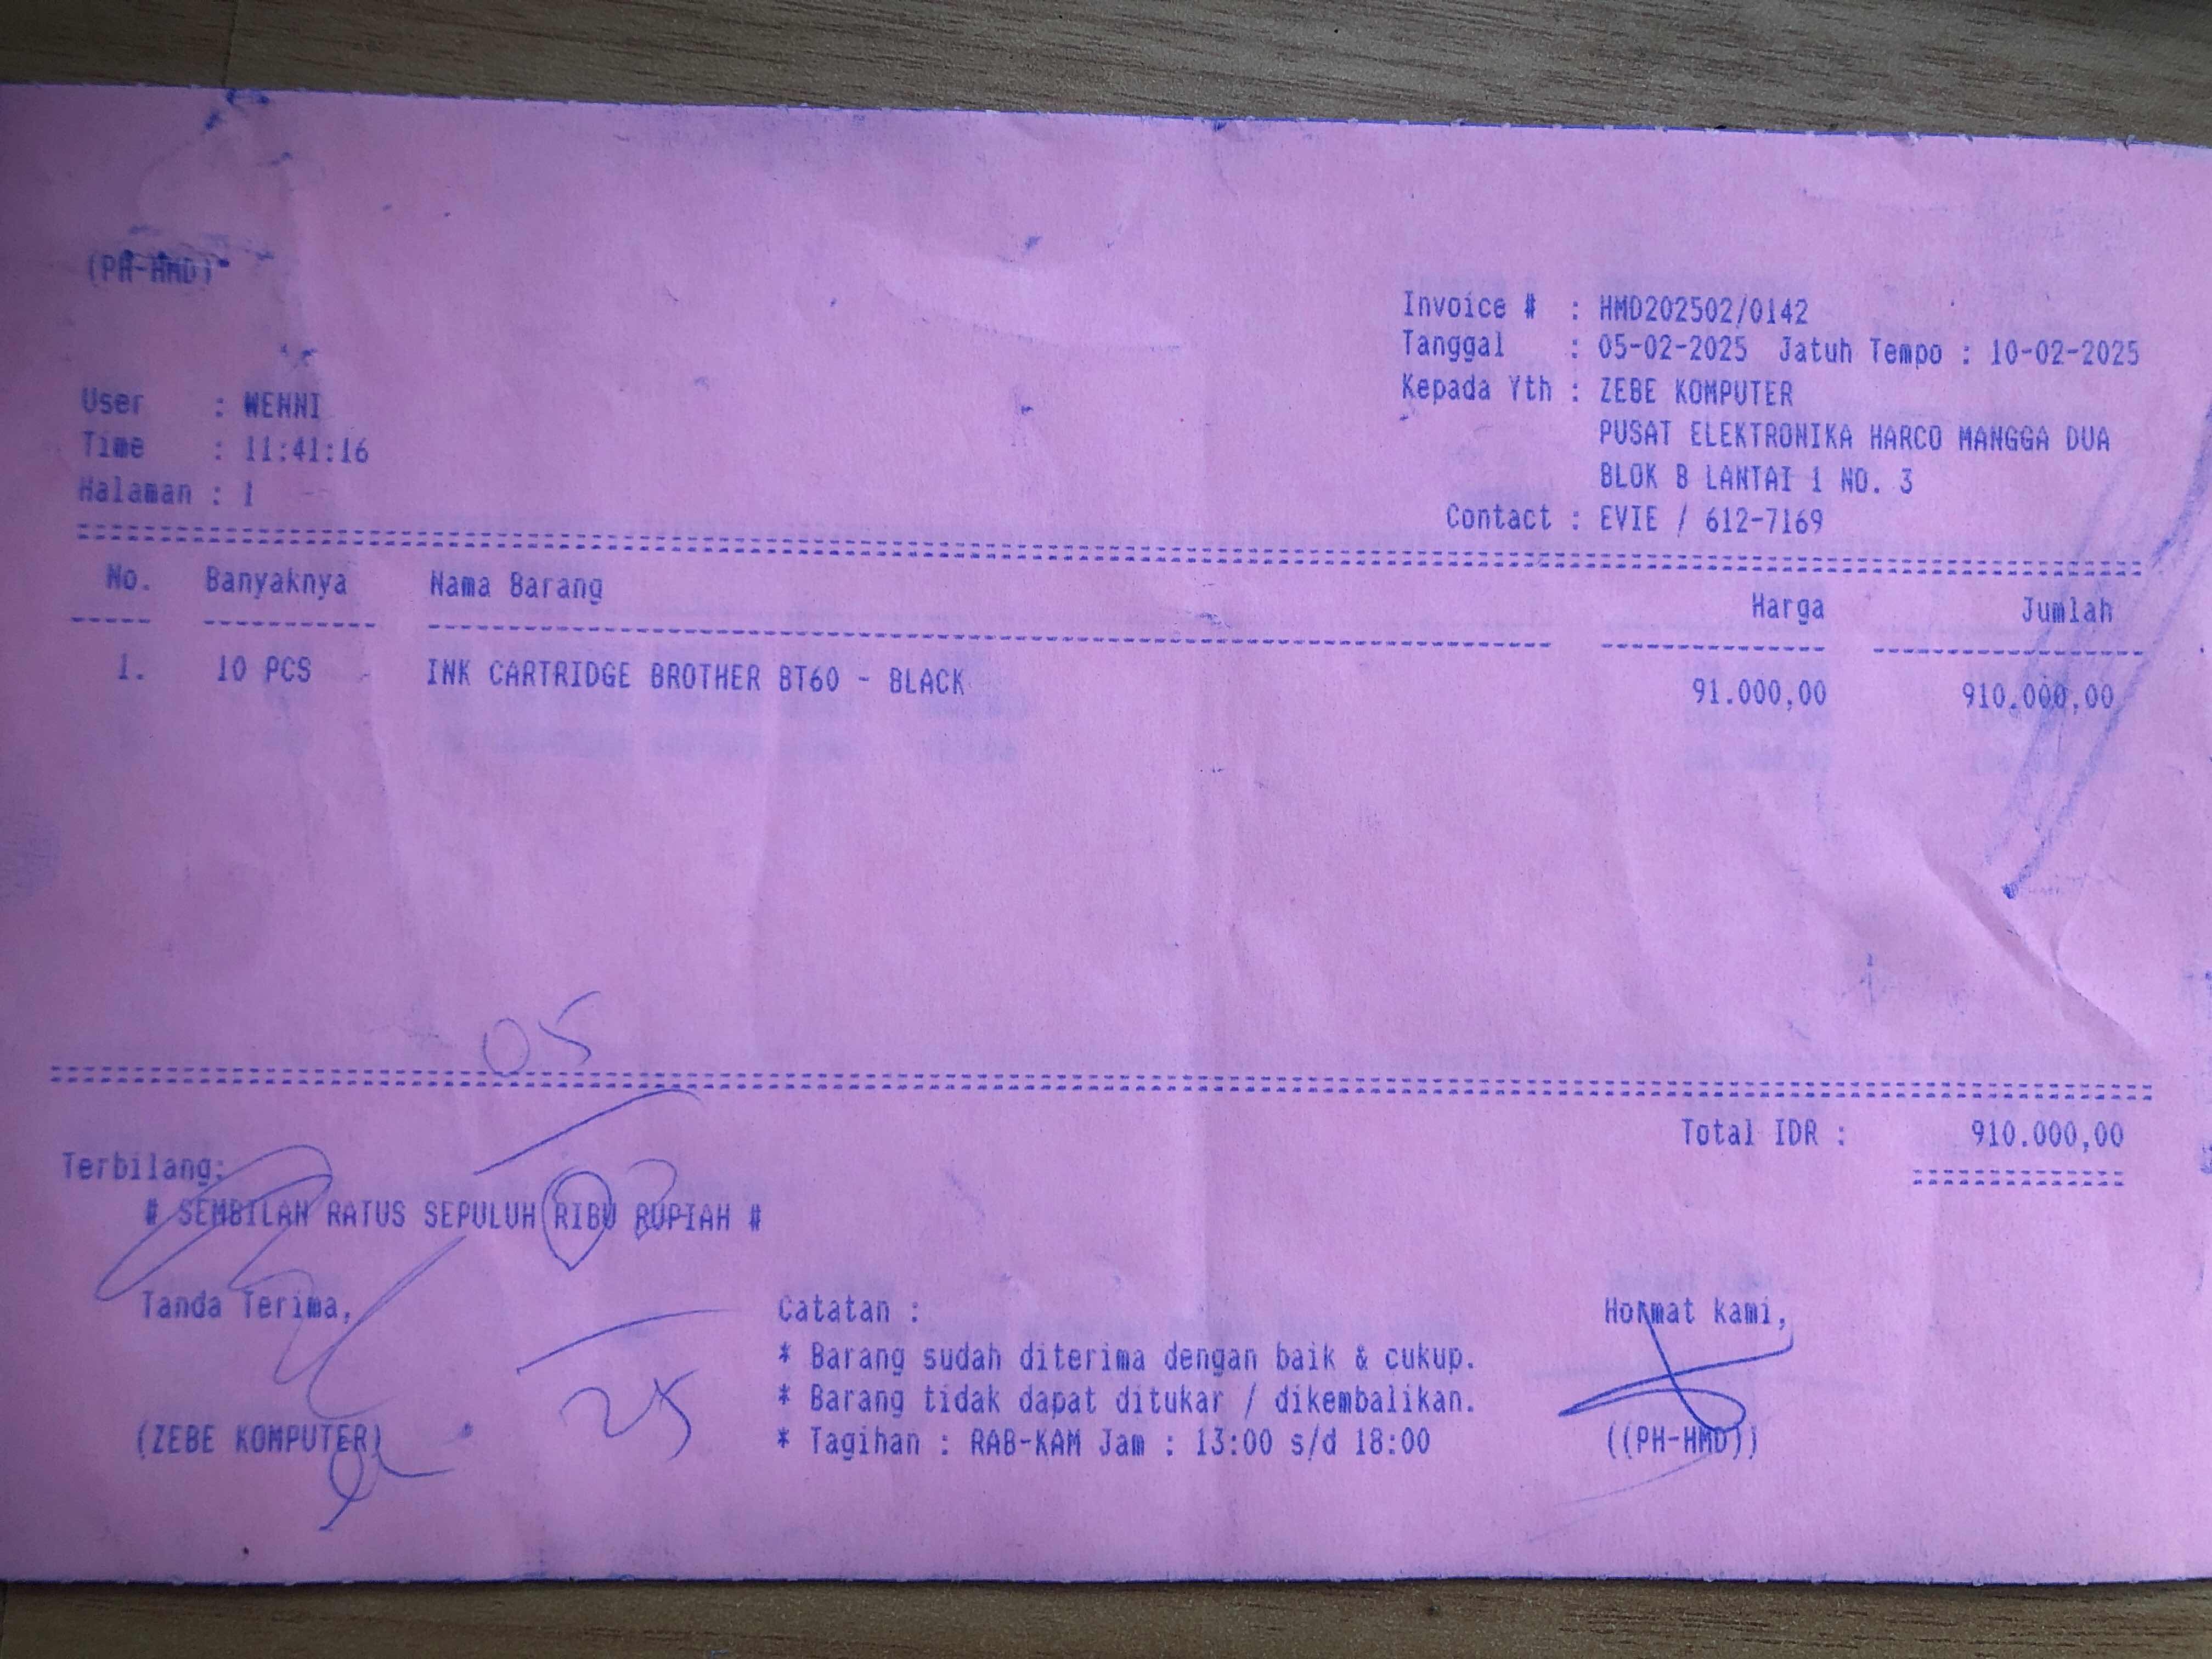 (PH-HMD)
Invoice # : HMD202502/0142
Tanggal : 05-02-2025 Jatuh Tempo : 10-02-2025
Kepada Yth : ZEBE KOMPUTER
PUSAT ELEKTRONIKA HARCO MANGGA DUA
BLOK B LANTAI 1 NO. 3
Contact : EVIE / 612-7169
User : WENNI
Time : 11:41:16
Halaman : 1
No. Banyaknya Nama Barang Harga Jumlah
1. 10 PCS INK CARTRIDGE BROTHER BT60 - BLACK 91.000,00 910.000,00
05
Total IDR : 910.000,00
Terbilang:
# SEMBILAN RATUS SEPULUH RIBU RUPIAH #
02
25
Tanda Terima,
(ZEBE KOMPUTER)
Catatan :
* Barang sudah diterima dengan baik & cukup.
* Barang tidak dapat ditukar / dikembalikan.
* Tagihan : RAB-KAM Jam : 13:00 s/d 18:00
Hormat kami,
((PH-HMD))